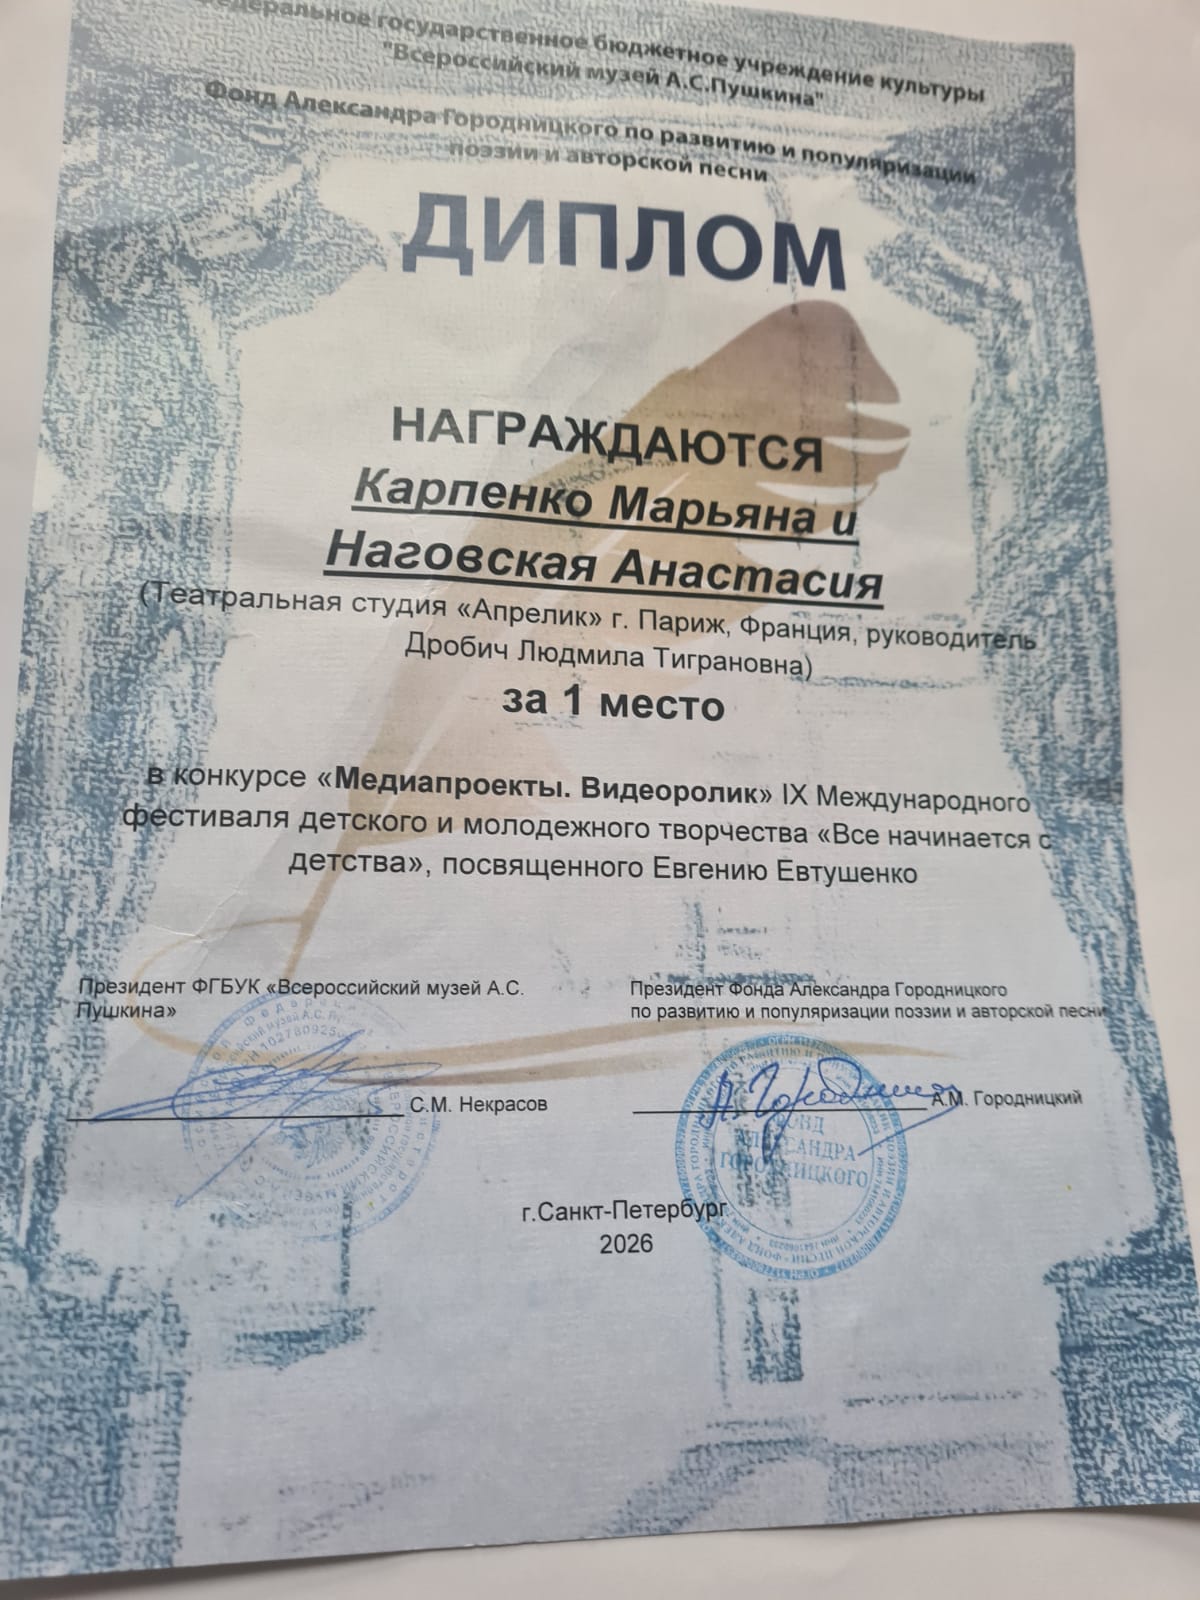 Федеральное государственное бюджетное учреждение культуры
"Всероссийский музей А.С.Пушкина"
Фонд Александра Городницкого по развитию и популяризации
поэзии и авторской песни
ДИПЛОМ
НАГРАЖДАЮТСЯ
Карпенко Марьяна и
Наговская Анастасия
(Театральная студия «Апрелик» г. Париж, Франция, руководитель
Дробич Людмила Тиграновна)
за 1 место
в конкурсе «Медиапроекты. Видеоролик» IX Международного
фестиваля детского и молодежного творчества «Все начинается с
детства», посвященного Евгению Евтушенко
Президент ФГБУК «Всероссийский музей А.С.
Пушкина»
С.М. Некрасов
Президент Фонда Александра Городницкого
по развитию и популяризации поэзии и авторской песни
А.М. Городницкий
ФОНД
АЛЕКСАНДРА
ГОРОДНИЦКОГО
г.Санкт-Петербург
2026